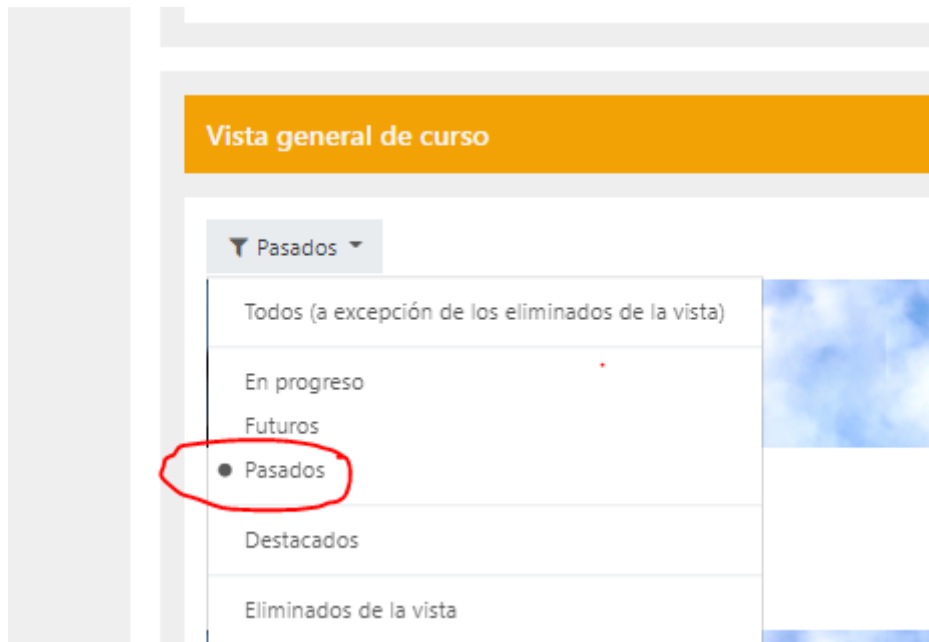 Vista general de curso
Pasados
Todos (a excepción de los eliminados de la vista)
En progreso
Futuros
Pasados
Destacados
Eliminados de la vista